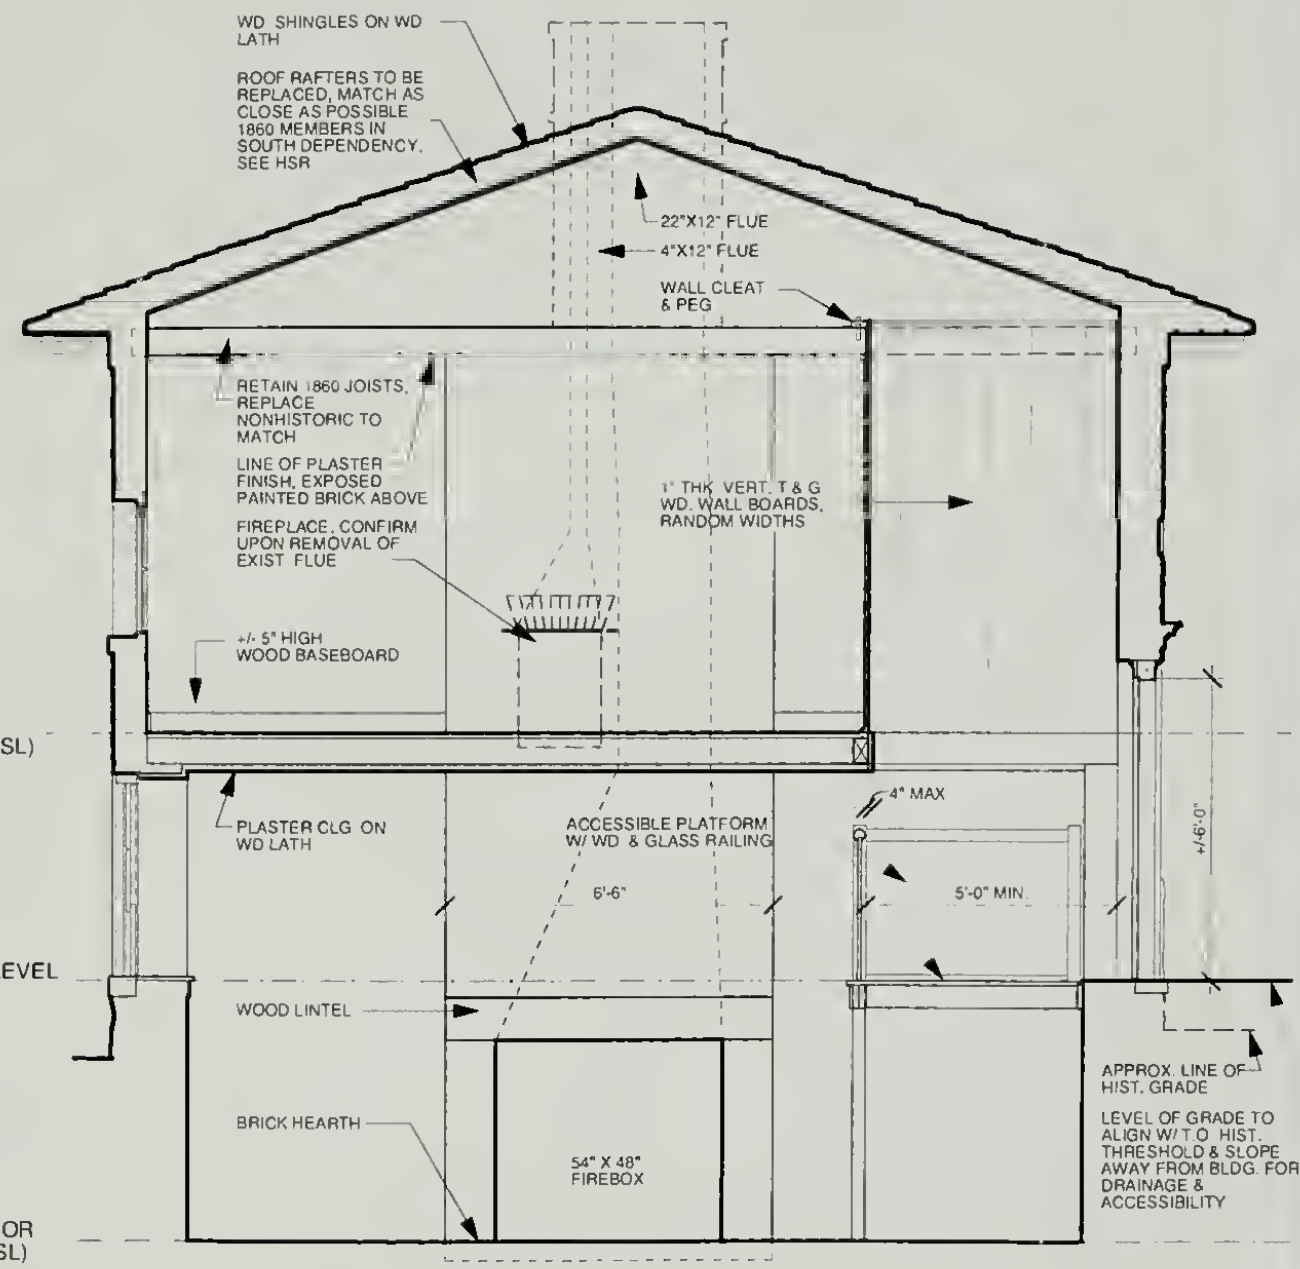 WD SHINGLES ON WD
LATH
ROOF RAFTERS TO BE
REPLACED, MATCH AS
CLOSE AS POSSIBLE
1860 MEMBERS IN
SOUTH DEPENDENCY.
SEE HSR
22"X12" FLUE
4"X12" FLUE
WALL CLEAT
& PEG
RETAIN 1860 JOISTS,
REPLACE
NONHISTORIC TO
MATCH
LINE OF PLASTER
FINISH, EXPOSED
PAINTED BRICK ABOVE
FIREPLACE, CONFIRM
UPON REMOVAL OF
EXIST FLUE
1" THK VERT. T & G
WD. WALL BOARDS,
RANDOM WIDTHS
+/- 5" HIGH
WOOD BASEBOARD
SL)
PLASTER CLG ON
WD LATH
ACCESSIBLE PLATFORM
W/ WD & GLASS RAILING
4" MAX
+/-6'-0"
6'-6"
5'-0" MIN.
EVEL
WOOD LINTEL
APPROX. LINE OF
HIST. GRADE
LEVEL OF GRADE TO
ALIGN W/ T.O HIST.
THRESHOLD & SLOPE
AWAY FROM BLDG. FOR
DRAINAGE &
ACCESSIBILITY
BRICK HEARTH
54" X 48"
FIREBOX
OR
SL)